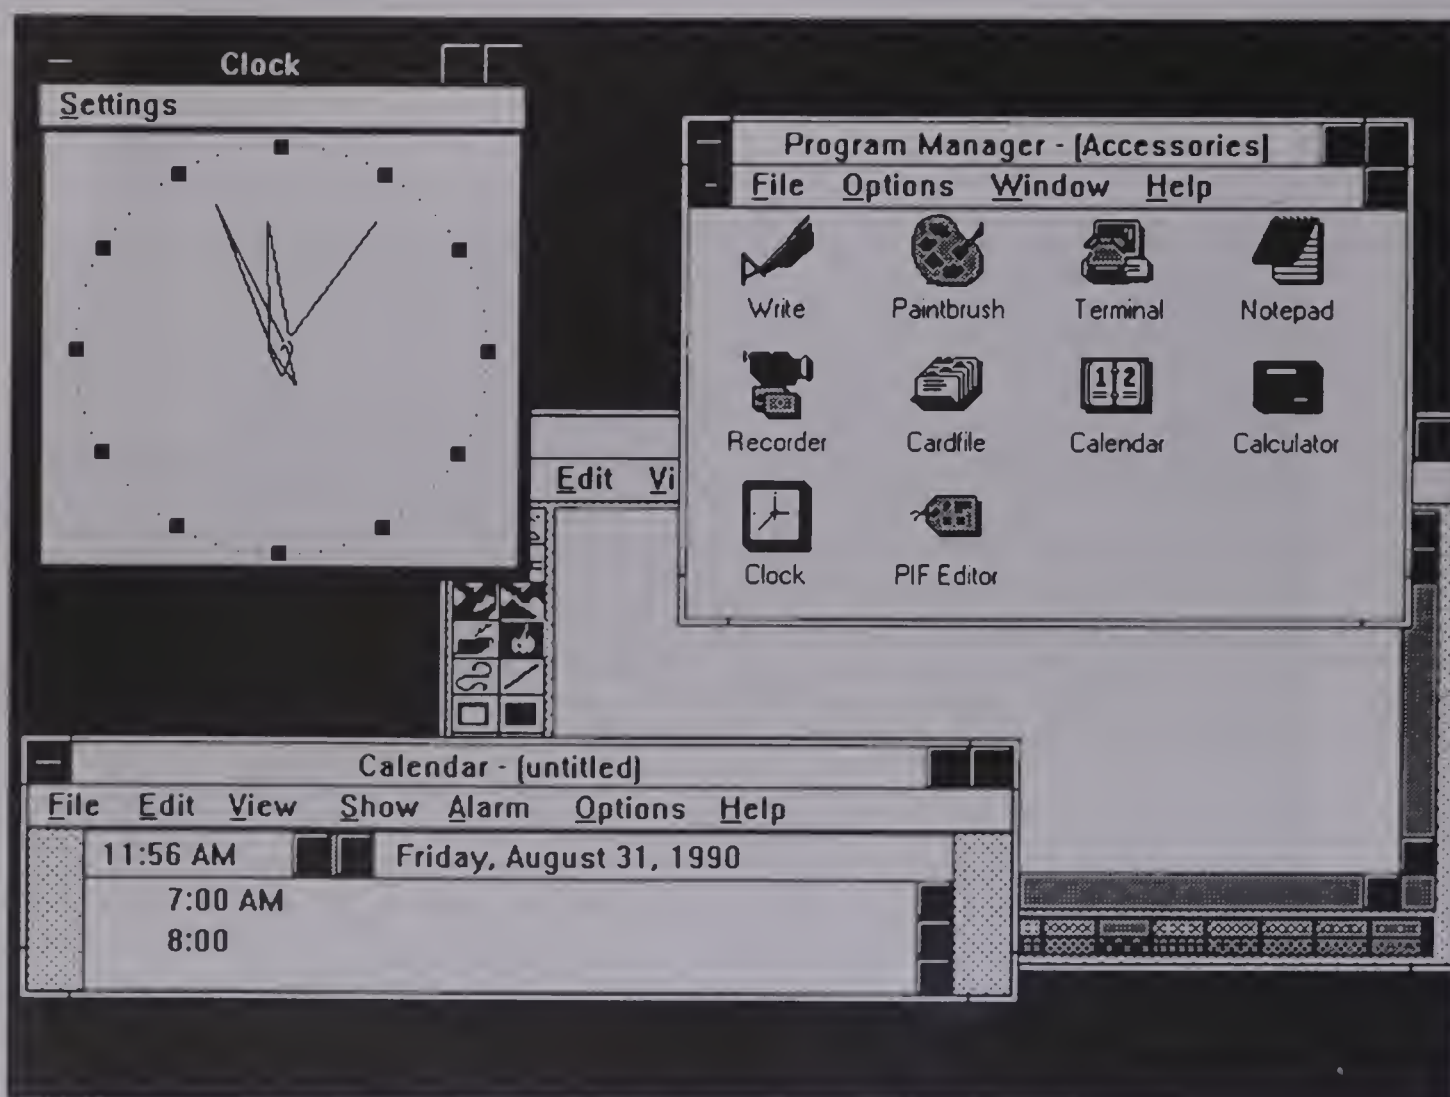 Clock
Settings
Program Manager - [Accessories]
File Options Window Help
Write Paintbrush Terminal Notepad
Recorder Cardfile Calendar Calculator
12
Clock PIF Editor
Edit Vi
Calendar - (untitled)
File Edit View Show Alarm Options Help
11:56 AM Friday, August 31, 1990
7:00 AM
8:00